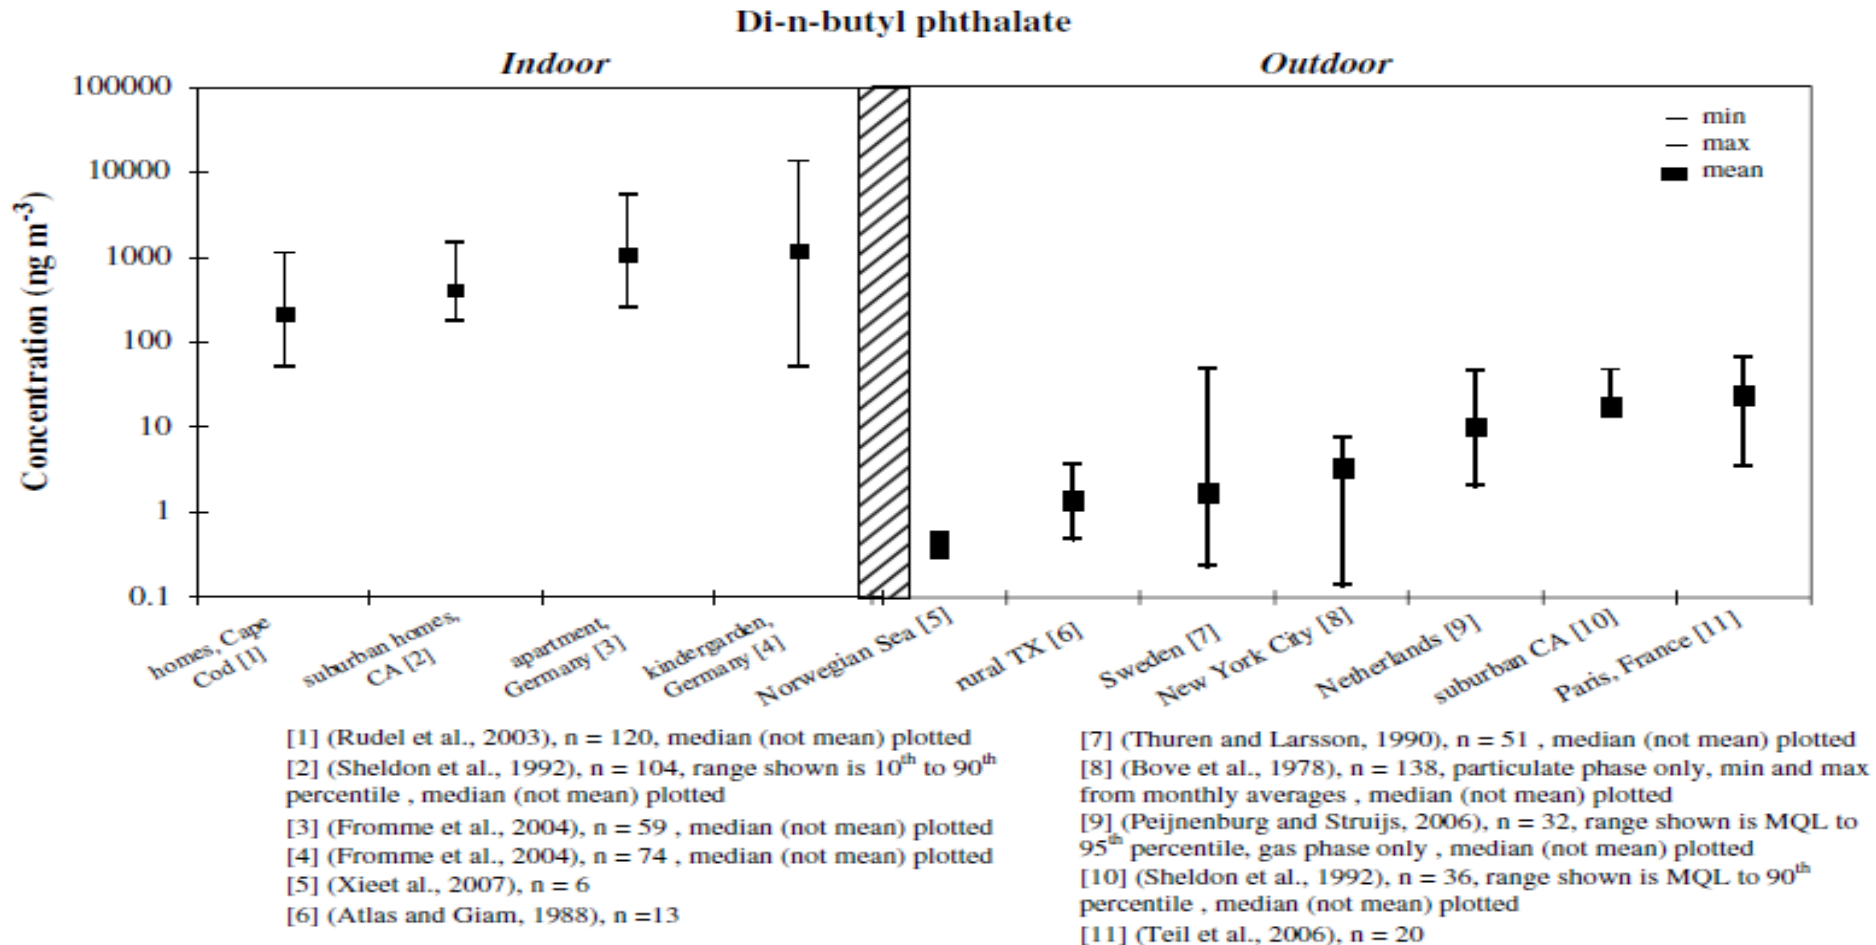 Di-n-butyl phthalate
Indoor
Outdoor
100000
10000
1000
100
10
1
0.1
Concentration (ng m-3)
min
max
mean
homes, Cape
Cod [1]
suburban homes,
CA [2]
apartment,
Germany [3]
kindergarden,
Germany [4]
Norwegian Sea [5]
rural TX [6]
Sweden [7]
New York City [8]
Netherlands [9]
suburban CA [10]
Paris, France [11]
[1] (Rudel et al., 2003), n = 120, median (not mean) plotted
[2] (Sheldon et al., 1992), n = 104, range shown is 10th to 90th
percentile , median (not mean) plotted
[3] (Fromme et al., 2004), n = 59 , median (not mean) plotted
[4] (Fromme et al., 2004), n = 74 , median (not mean) plotted
[5] (Xieet al., 2007), n = 6
[6] (Atlas and Giam, 1988), n =13
[7] (Thuren and Larsson, 1990), n = 51 , median (not mean) plotted
[8] (Bove et al., 1978), n = 138, particulate phase only, min and max
from monthly averages , median (not mean) plotted
[9] (Peijnenburg and Struijs, 2006), n = 32, range shown is MQL to
95th percentile, gas phase only , median (not mean) plotted
[10] (Sheldon et al., 1992), n = 36, range shown is MQL to 90th
percentile , median (not mean) plotted
[11] (Teil et al., 2006), n = 20